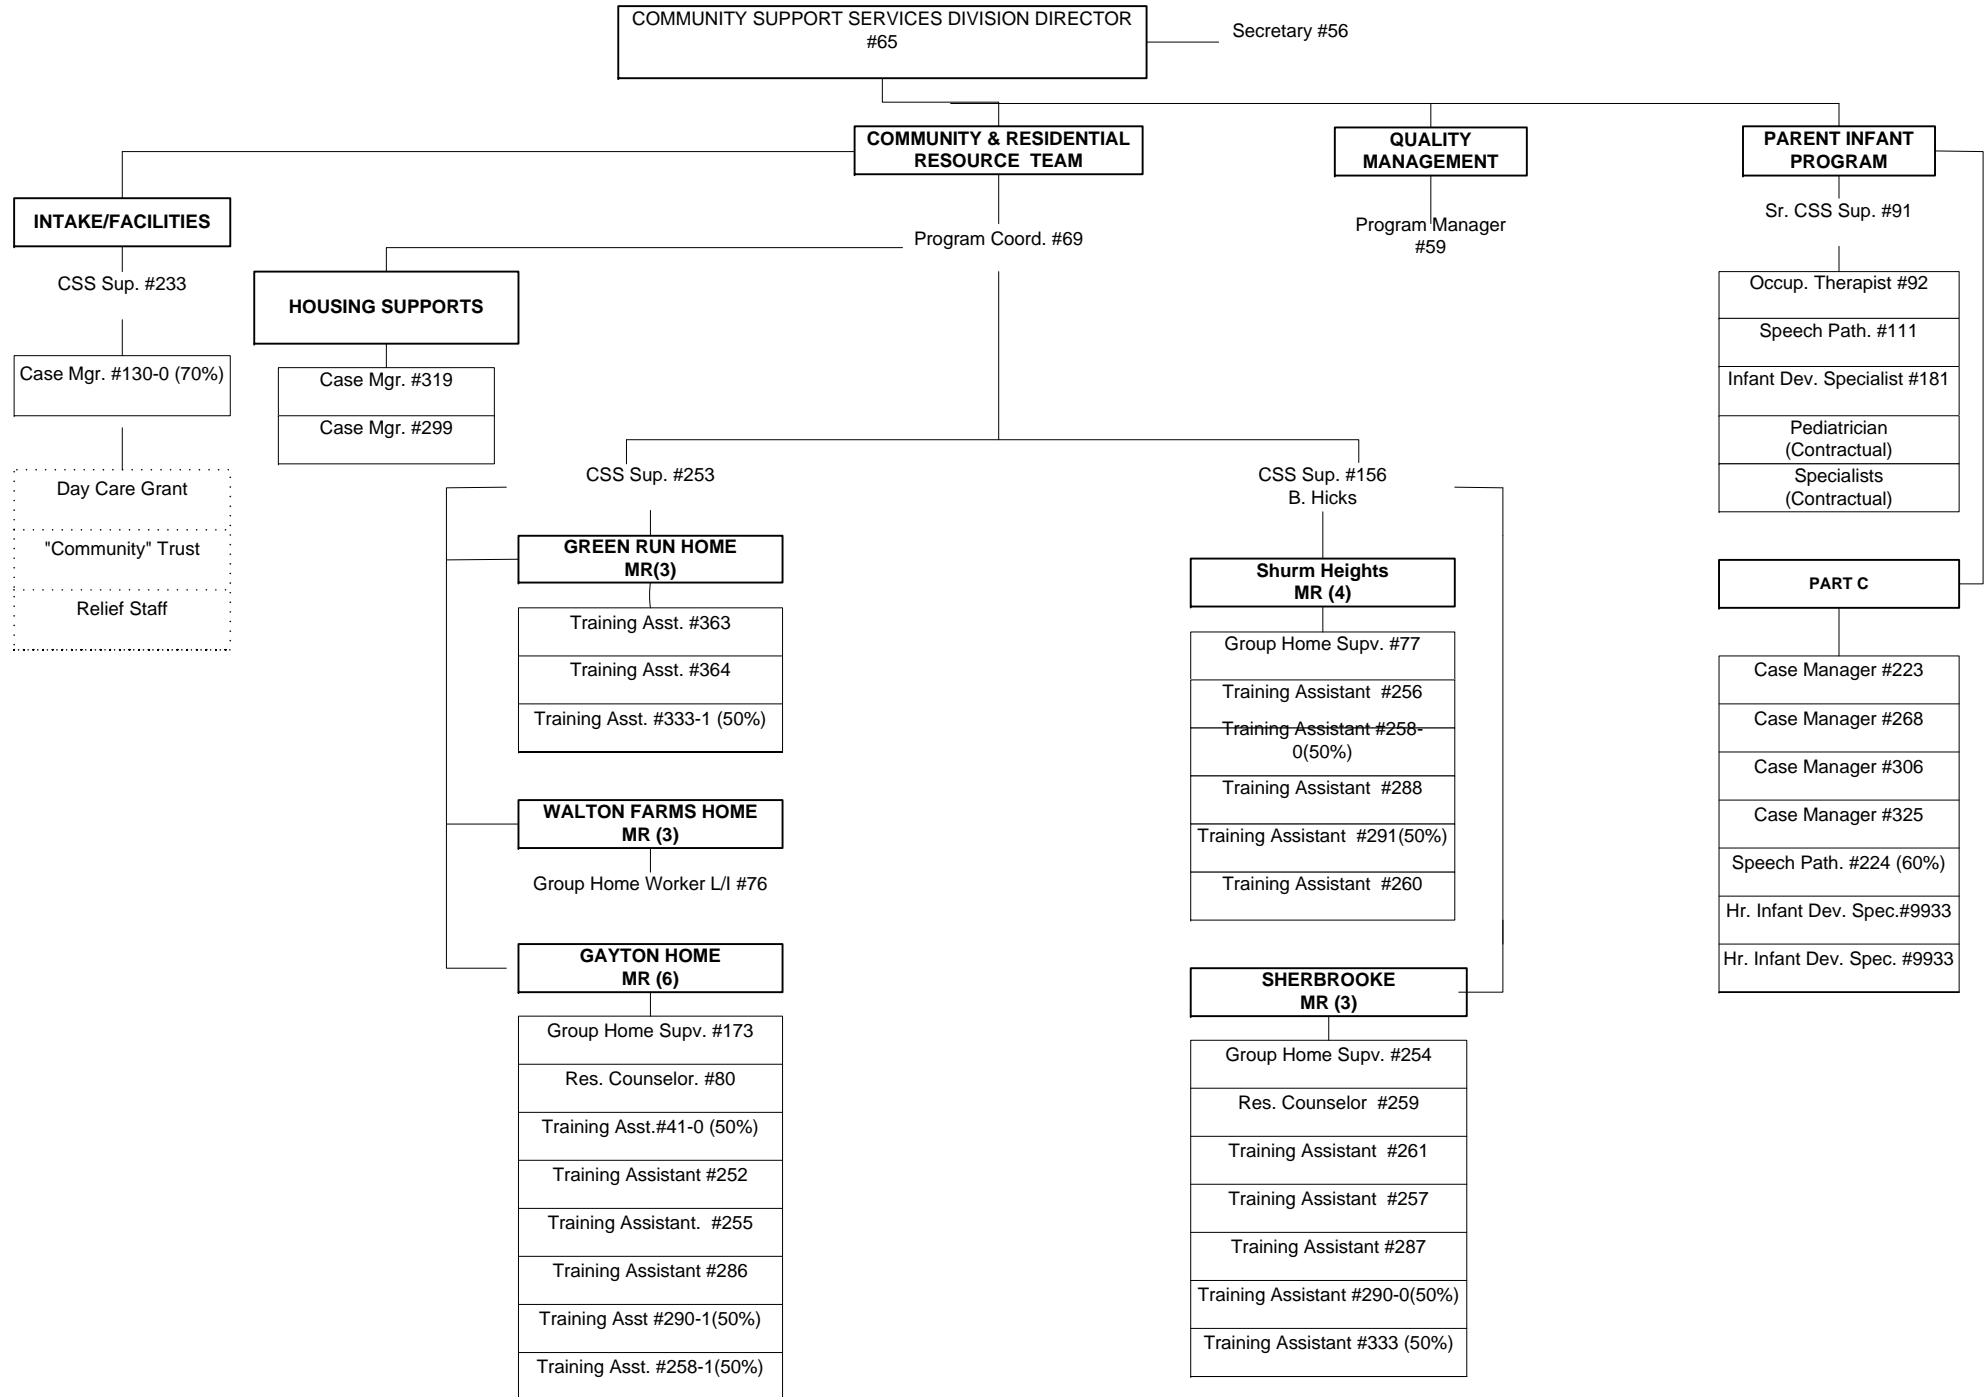 COMMUNITY SUPPORT SERVICES DIVISION DIRECTOR
#65
Secretary #56
COMMUNITY & RESIDENTIAL
RESOURCE TEAM
QUALITY
MANAGEMENT
PARENT INFANT
PROGRAM
INTAKE/FACILITIES
CSS Sup. #233
Case Mgr. #130-0 (70%)
Day Care Grant
"Community" Trust
Relief Staff
Program Coord. #69
HOUSING SUPPORTS
Case Mgr. #319
Case Mgr. #299
CSS Sup. #253
GREEN RUN HOME
MR(3)
Training Asst. #363
Training Asst. #364
Training Asst. #333-1 (50%)
WALTON FARMS HOME
MR (3)
Group Home Worker L/I #76
GAYTON HOME
MR (6)
Group Home Supv. #173
Res. Counselor. #80
Training Asst.#41-0 (50%)
Training Assistant #252
Training Assistant. #255
Training Assistant #286
Training Asst #290-1(50%)
Training Asst. #258-1(50%)
CSS Sup. #156
B. Hicks
Shurm Heights
MR (4)
Group Home Supv. #77
Training Assistant #256
Training Assistant #258-
0(50%)
Training Assistant #288
Training Assistant #291(50%)
Training Assistant #260
SHERBROOKE
MR (3)
Group Home Supv. #254
Res. Counselor #259
Training Assistant #261
Training Assistant #257
Training Assistant #287
Training Assistant #290-0(50%)
Training Assistant #333 (50%)
Program Manager
#59
Sr. CSS Sup. #91
Occup. Therapist #92
Speech Path. #111
Infant Dev. Specialist #181
Pediatrician
(Contractual)
Specialists
(Contractual)
PART C
Case Manager #223
Case Manager #268
Case Manager #306
Case Manager #325
Speech Path. #224 (60%)
Hr. Infant Dev. Spec.#9933
Hr. Infant Dev. Spec. #9933